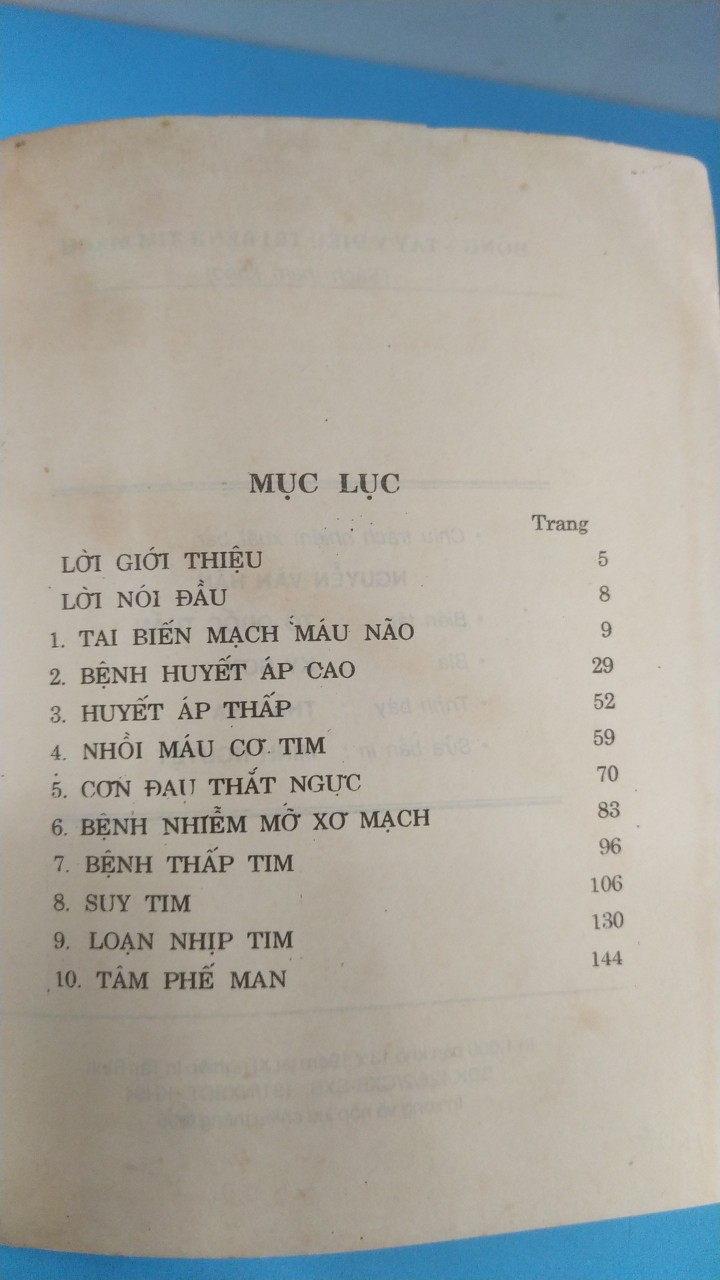 MỤC LỤC
Trang
LỜI GIỚI THIỆU 5
LỜI NÓI ĐẦU 8
1. TAI BIẾN MẠCH MÁU NÃO 9
2. BỆNH HUYẾT ÁP CAO 29
3. HUYẾT ÁP THẤP 52
4. NHỒI MÁU CƠ TIM 59
5. CƠN ĐAU THẮT NGỰC 70
6. BỆNH NHIỄM MỠ XƠ MẠCH 83
7. BỆNH THẤP TIM 96
8. SUY TIM 106
9. LOẠN NHỊP TIM 130
10. TÂM PHẾ MAN 144